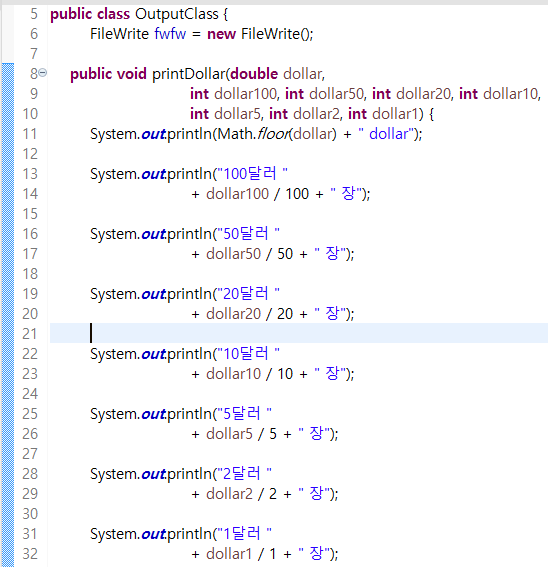 5 public class OutputClass {
6 FileWrite fwfw = new FileWrite();
7
8 public void printDollar(double dollar,
9 int dollar100, int dollar50, int dollar20, int dollar10,
10 int dollar5, int dollar2, int dollar1) {
11 System.out.println(Math.floor(dollar) + " dollar");
12
13 System.out.println("100달러 "
14 + dollar100 / 100 + " 장");
15
16 System.out.println("50달러 "
17 + dollar50 / 50 + " 장");
18
19 System.out.println("20달러 "
20 + dollar20 / 20 + " 장");
21
22 System.out.println("10달러 "
23 + dollar10 / 10 + " 장");
24
25 System.out.println("5달러 "
26 + dollar5 / 5 + " 장");
27
28 System.out.println("2달러 "
29 + dollar2 / 2 + " 장");
30
31 System.out.println("1달러 "
32 + dollar1 / 1 + " 장");